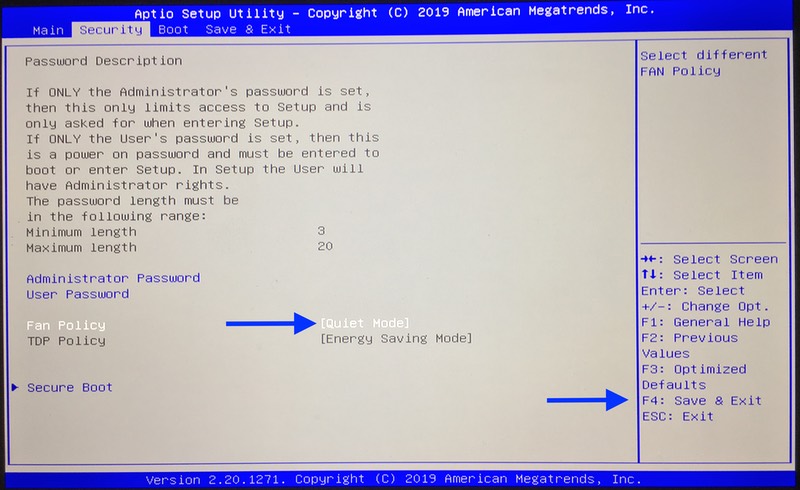 Aptio Setup Utility – Copyright (C) 2019 American Megatrends, Inc.
Main Security Boot Save & Exit
Password Description
If ONLY the Administrator's password is set,
then this only limits access to Setup and is
only asked for when entering Setup.
If ONLY the User's password is set, then this
is a power on password and must be entered to
boot or enter Setup. In Setup the User will
have Administrator rights.
The password length must be
in the following range:
Minimum length 3
Maximum length 20
Administrator Password
User Password
Fan Policy [Quiet Mode]
TDP Policy [Energy Saving Mode]
Secure Boot
Select different
FAN Policy
→←: Select Screen
↑↓: Select Item
Enter: Select
+/-: Change Opt.
F1: General Help
F2: Previous
Values
F3: Optimized
Defaults
F4: Save & Exit
ESC: Exit
Version 2.20.1271. Copyright (C) 2019 American Megatrends, Inc.